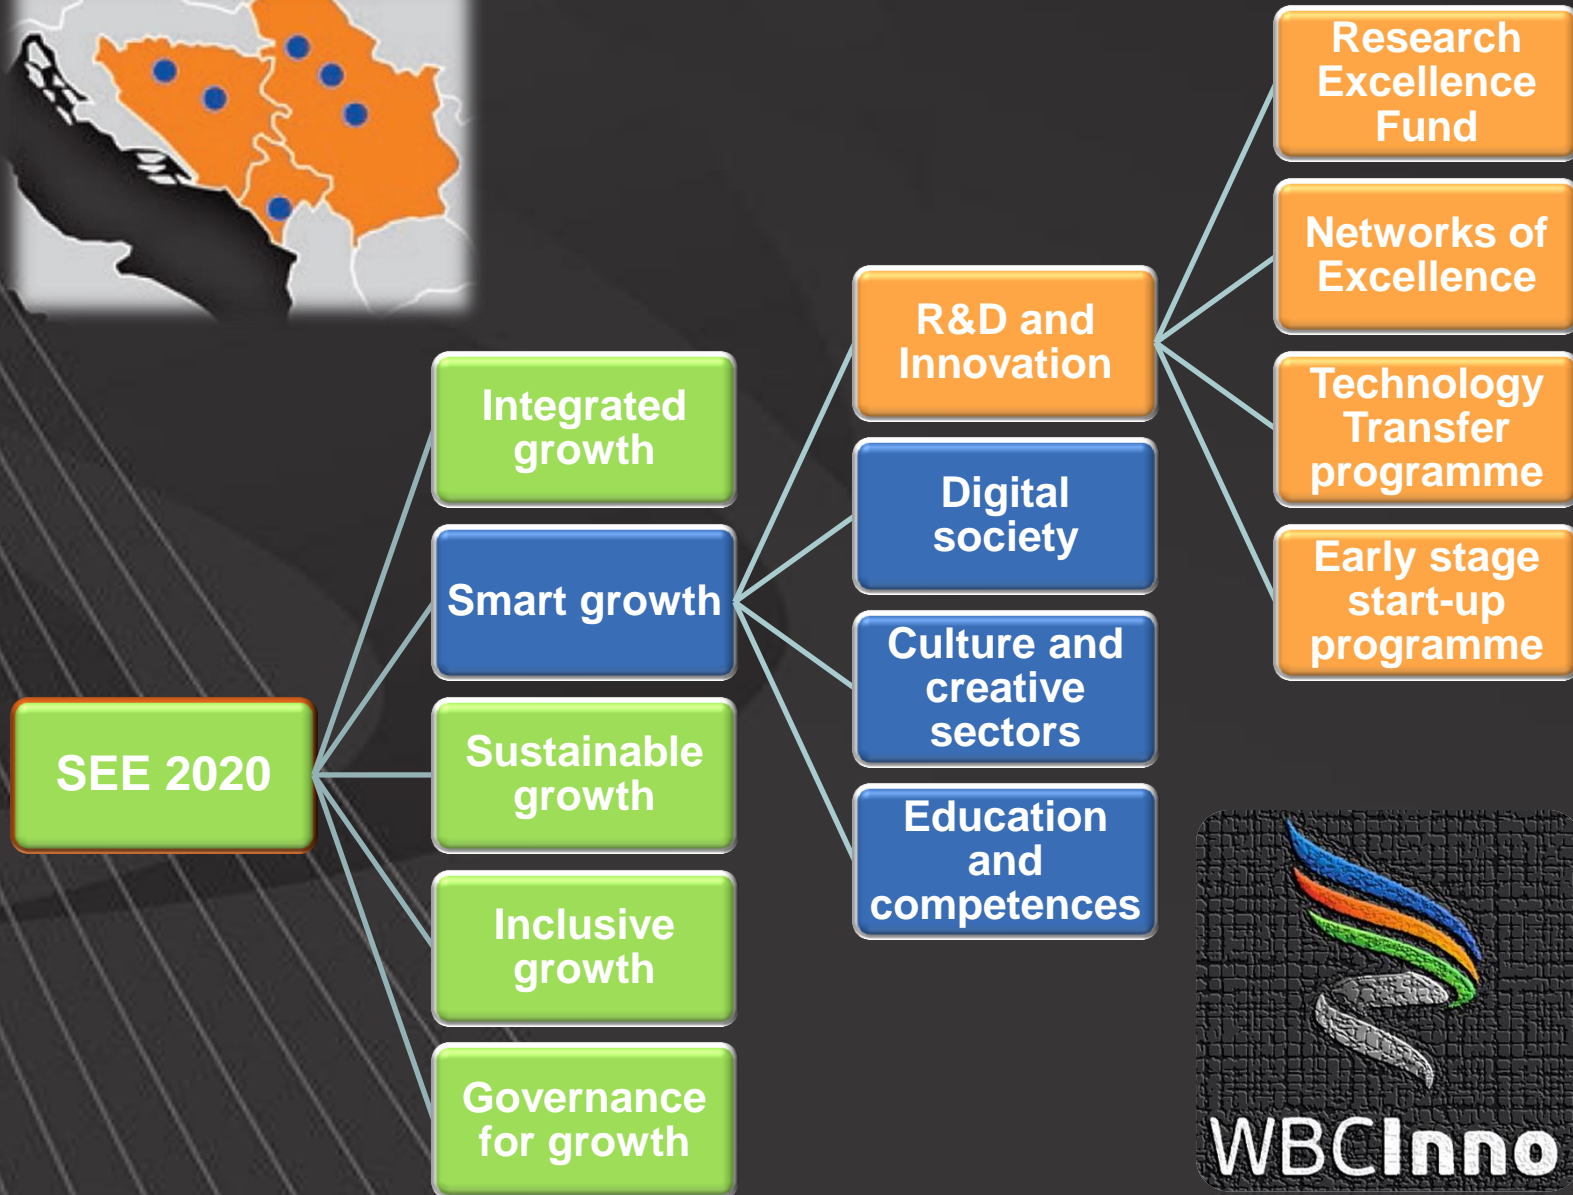 SEE 2020
Integrated
growth
Smart growth
Sustainable
growth
Inclusive
growth
Governance
for growth
R&D and
Innovation
Digital
society
Culture and
creative
sectors
Education
and
competences
Research
Excellence
Fund
Networks of
Excellence
Technology
Transfer
programme
Early stage
start-up
programme
WBCInno